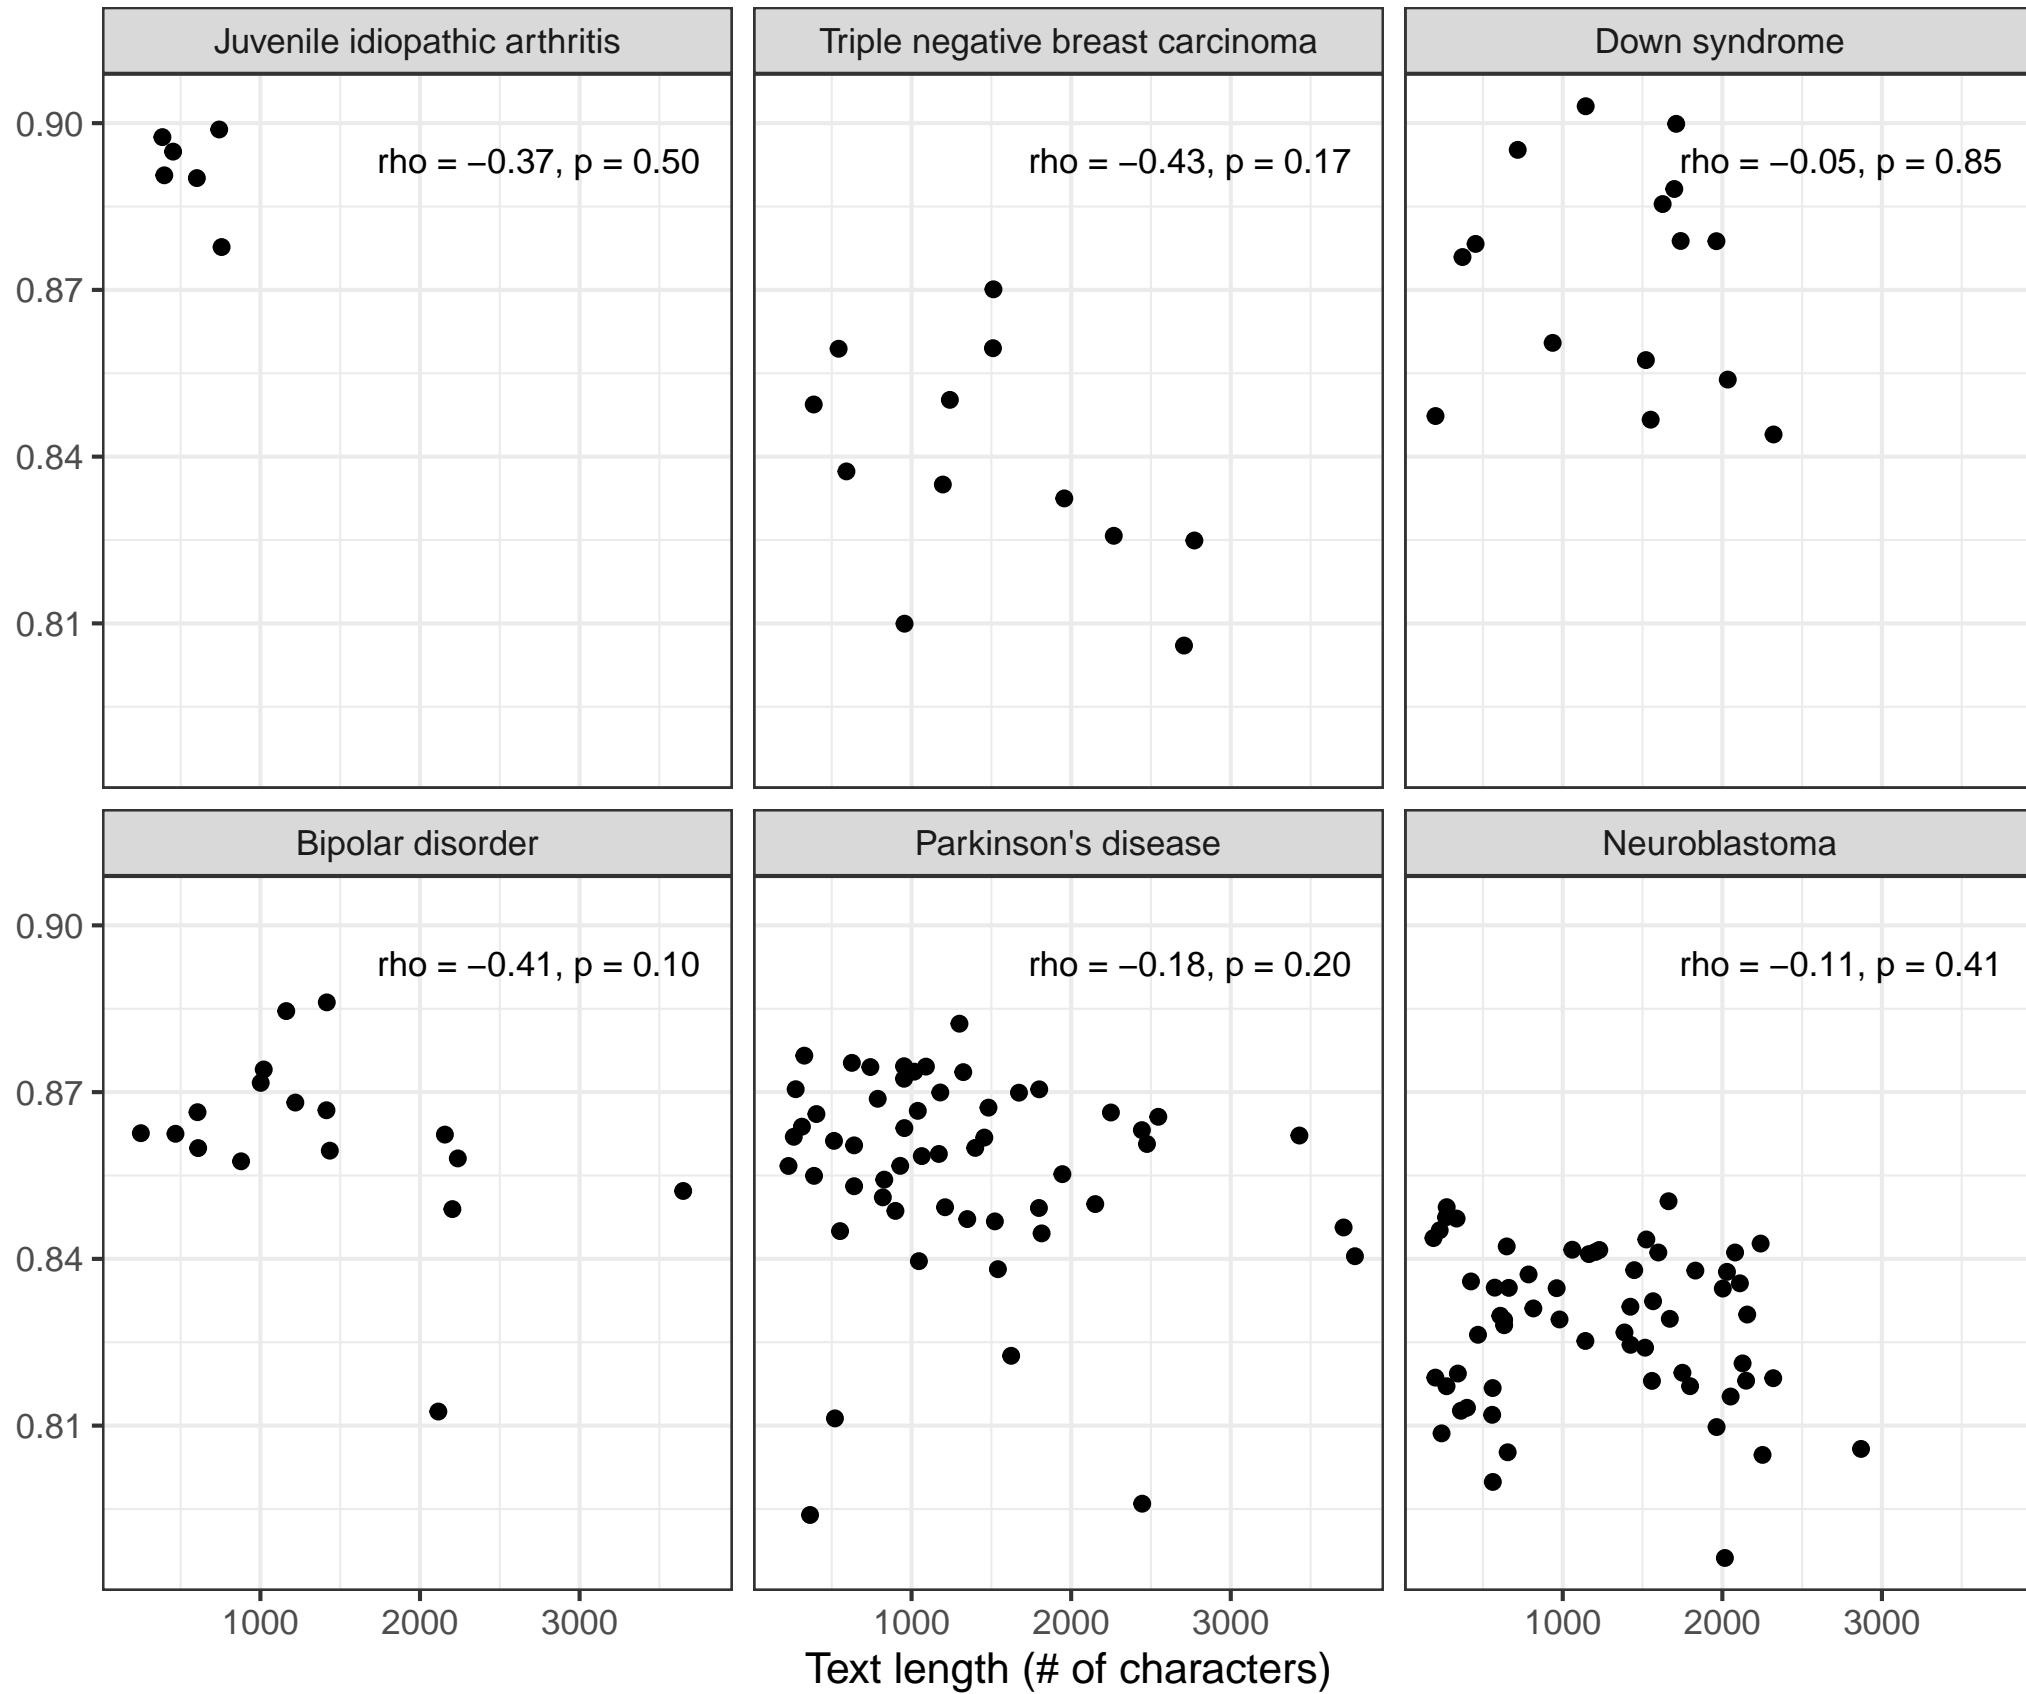 Juvenile idiopathic arthritis
Triple negative breast carcinoma
Down syndrome
0.90
0.87
0.84
0.81
rho = −0.37, p = 0.50
rho = −0.43, p = 0.17
rho = −0.05, p = 0.85
Bipolar disorder
Parkinson's disease
Neuroblastoma
0.90
0.87
0.84
0.81
rho = −0.41, p = 0.10
rho = −0.18, p = 0.20
rho = −0.11, p = 0.41
1000 2000 3000
1000 2000 3000
1000 2000 3000
Text length (# of characters)